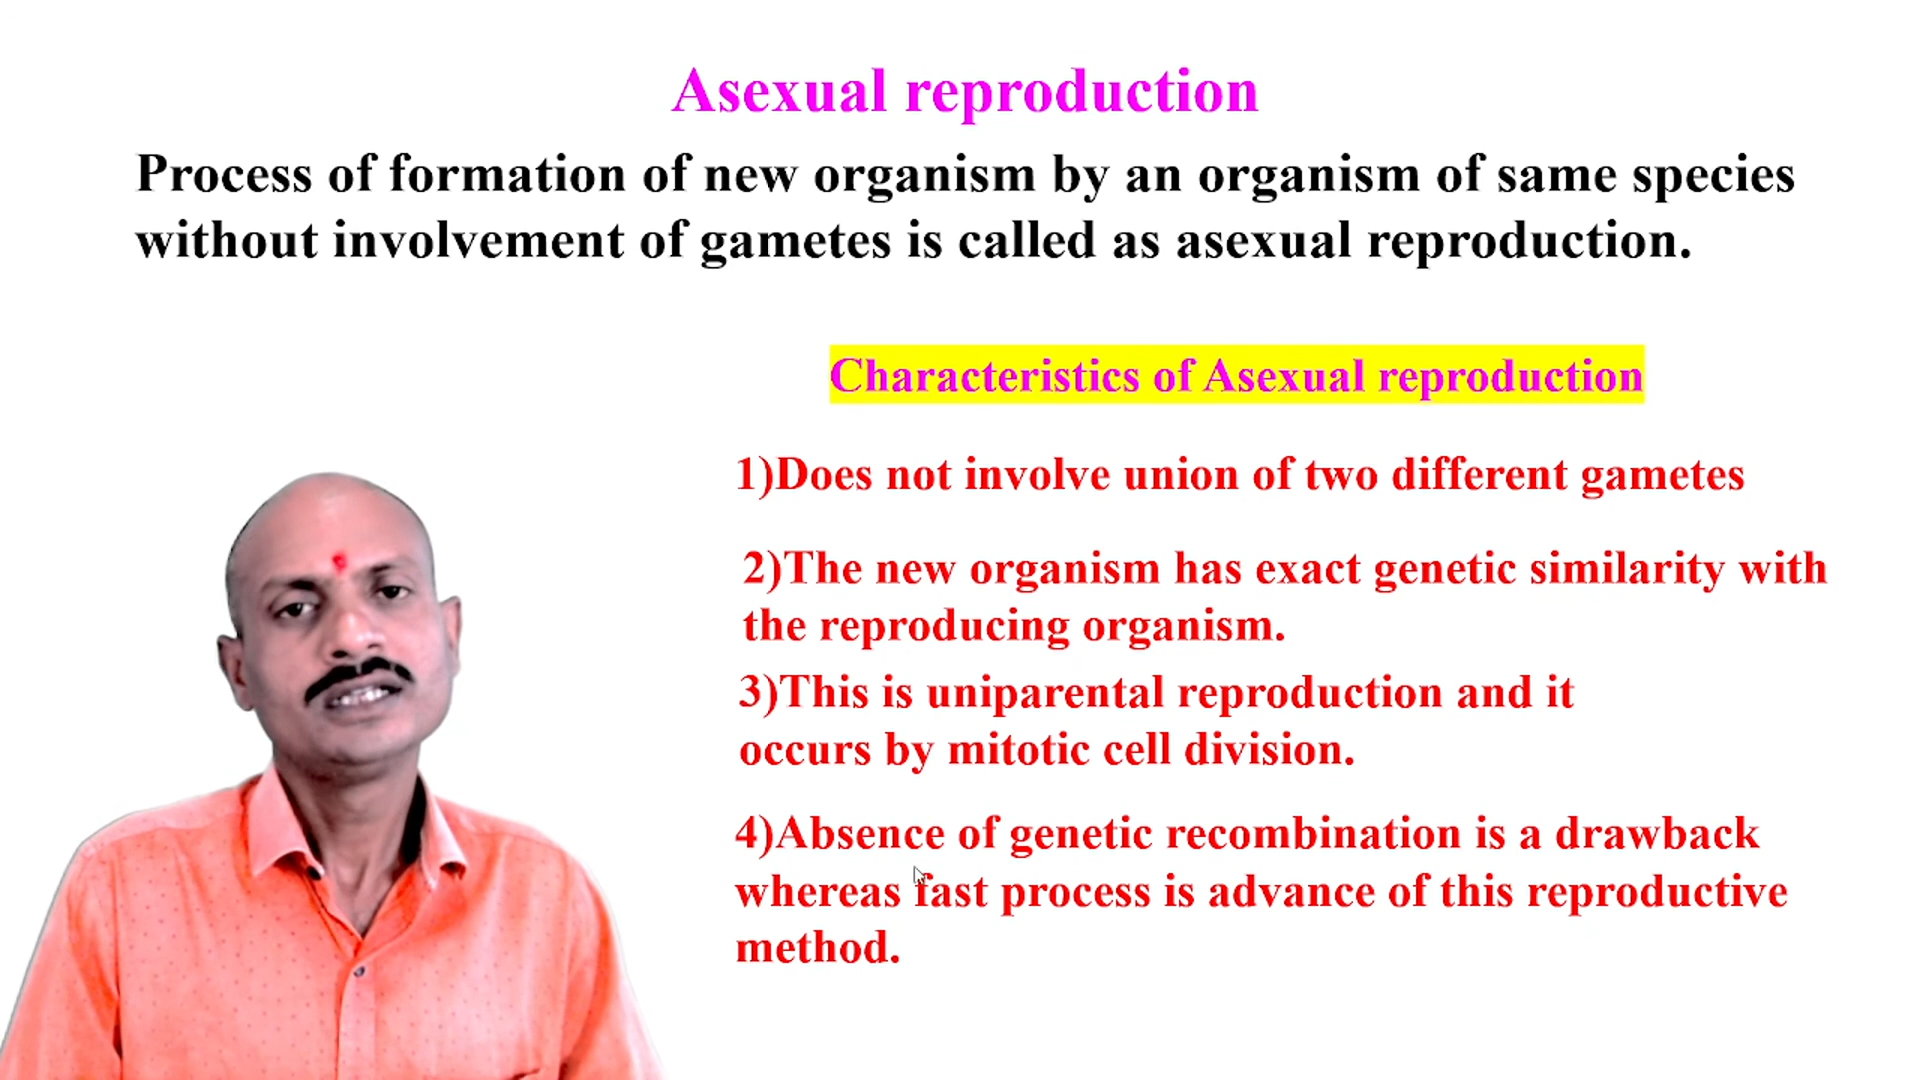 Asexual reproduction
Process of formation of new organism by an organism of same species
without involvement of gametes is called as asexual reproduction.
Characteristics of Asexual reproduction
1)Does not involve union of two different gametes
2)The new organism has exact genetic similarity with
the reproducing organism.
3)This is uniparental reproduction and it
occurs by mitotic cell division.
4)Absence of genetic recombination is a drawback
whereas fast process is advance of this reproductive
method.